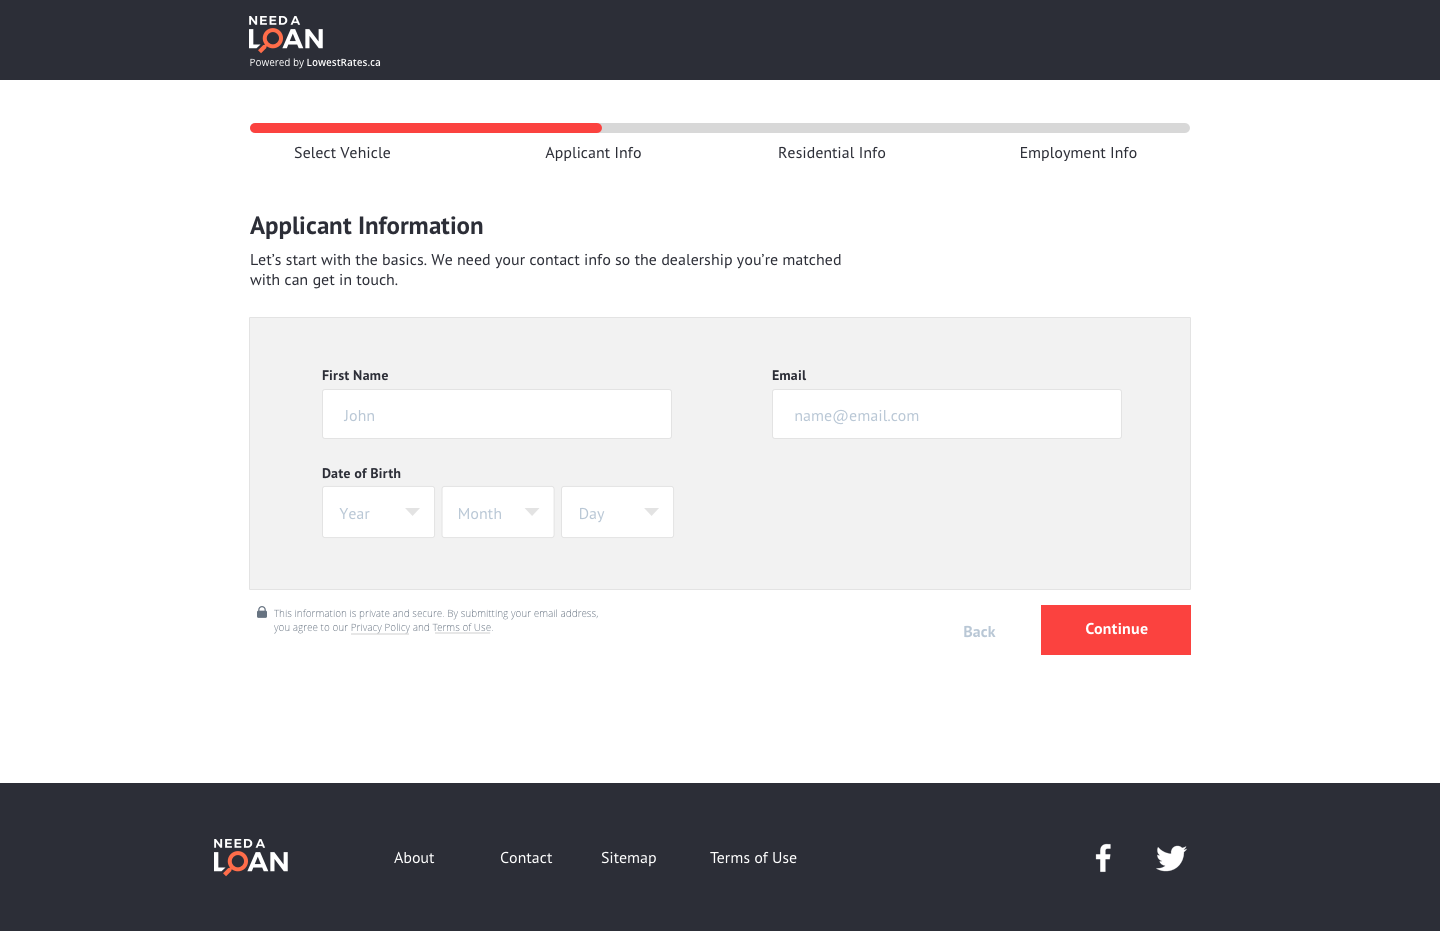 NEED A
LOAN
Powered by LowestRates.ca
Select Vehicle
Applicant Info
Residential Info
Employment Info
Applicant Information
Let's start with the basics. We need your contact info so the dealership you're matched
with can get in touch.
First Name
Email
John
name@email.com
Date of Birth
Year
Month
Day
This information is private and secure. By submitting your email address,
you agree to our Privacy Policy and Terms of Use.
Back
Continue
NEED A
LOAN
About
Contact
Sitemap
Terms of Use